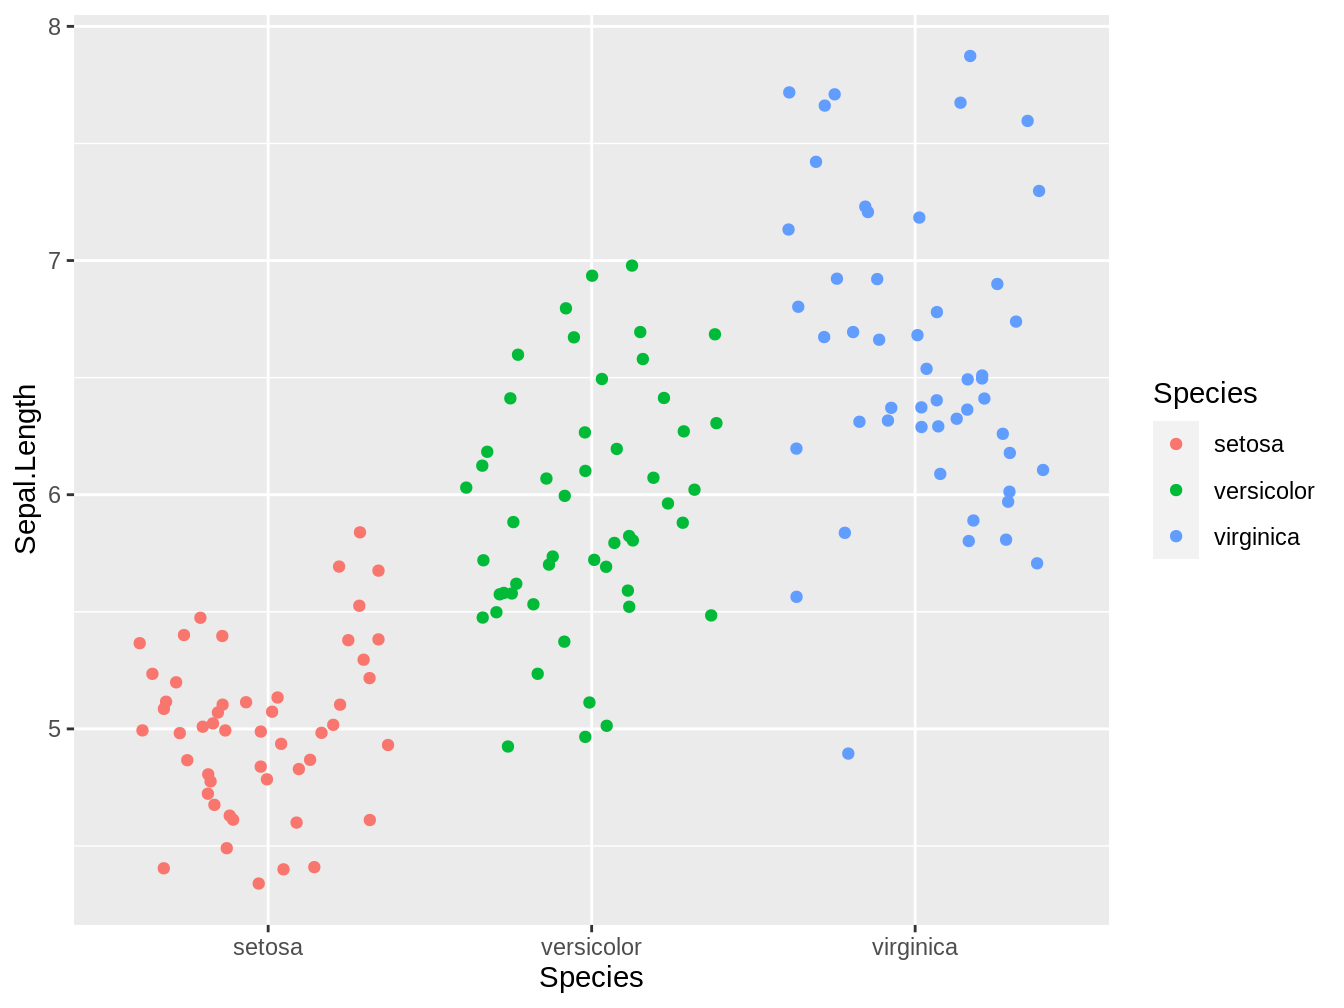 Sepal.Length
8
7
6
5
setosa versicolor virginica
Species
Species
setosa
versicolor
virginica